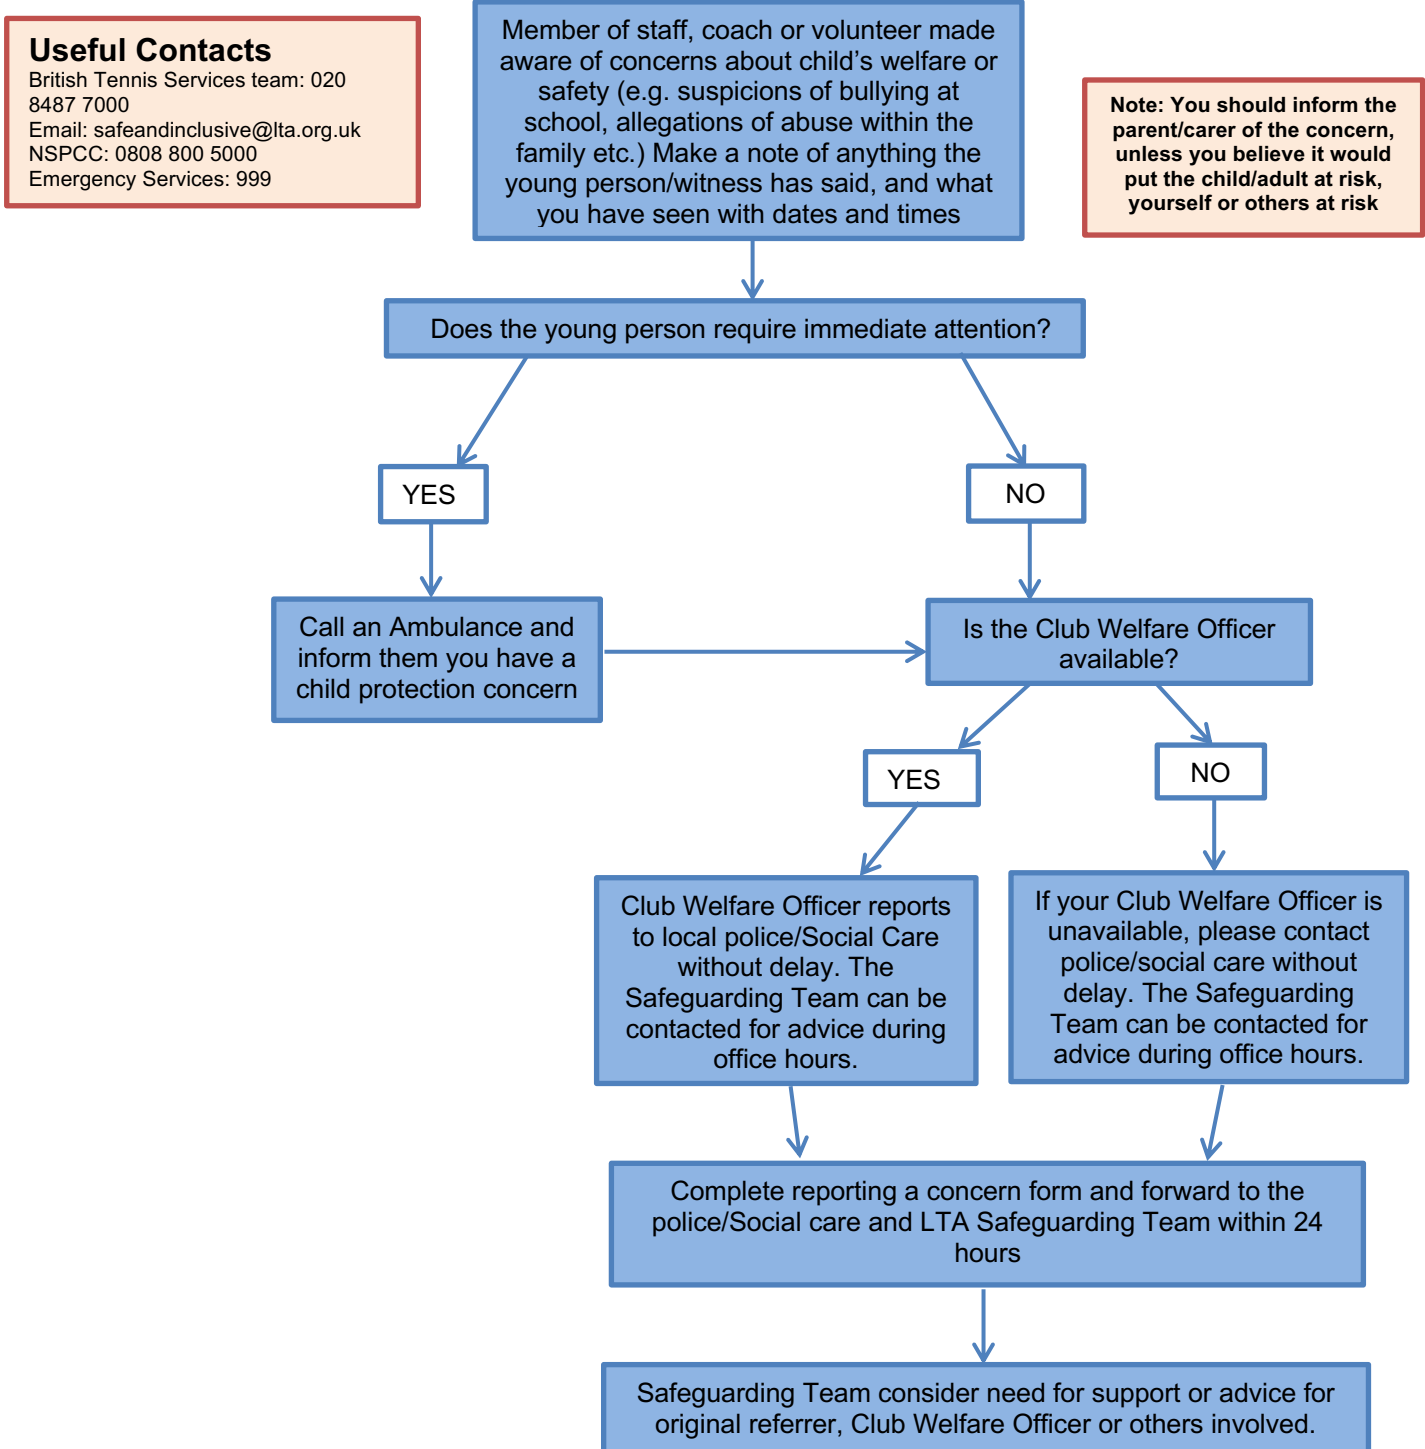 Useful Contacts
British Tennis Services team: 020
8487 7000
Email: safeandinclusive@lta.org.uk
NSPCC: 0808 800 5000
Emergency Services: 999
Member of staff, coach or volunteer made
aware of concerns about child’s welfare or
safety (e.g. suspicions of bullying at
school, allegations of abuse within the
family etc.) Make a note of anything the
young person/witness has said, and what
you have seen with dates and times
Note: You should inform the
parent/carer of the concern,
unless you believe it would
put the child/adult at risk,
yourself or others at risk
Does the young person require immediate attention?
YES
NO
Call an Ambulance and
inform them you have a
child protection concern
Is the Club Welfare Officer
available?
YES
NO
Club Welfare Officer reports
to local police/Social Care
without delay. The
Safeguarding Team can be
contacted for advice during
office hours.
If your Club Welfare Officer is
unavailable, please contact
police/social care without
delay. The Safeguarding
Team can be contacted for
advice during office hours.
Complete reporting a concern form and forward to the
police/Social care and LTA Safeguarding Team within 24
hours
Safeguarding Team consider need for support or advice for
original referrer, Club Welfare Officer or others involved.